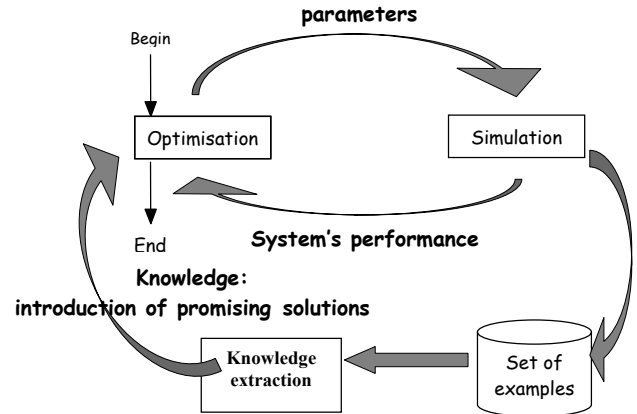 parameters
Begin
Optimisation
Simulation
End
System's performance
Knowledge:
introduction of promising solutions
Knowledge
extraction
Set of
examples